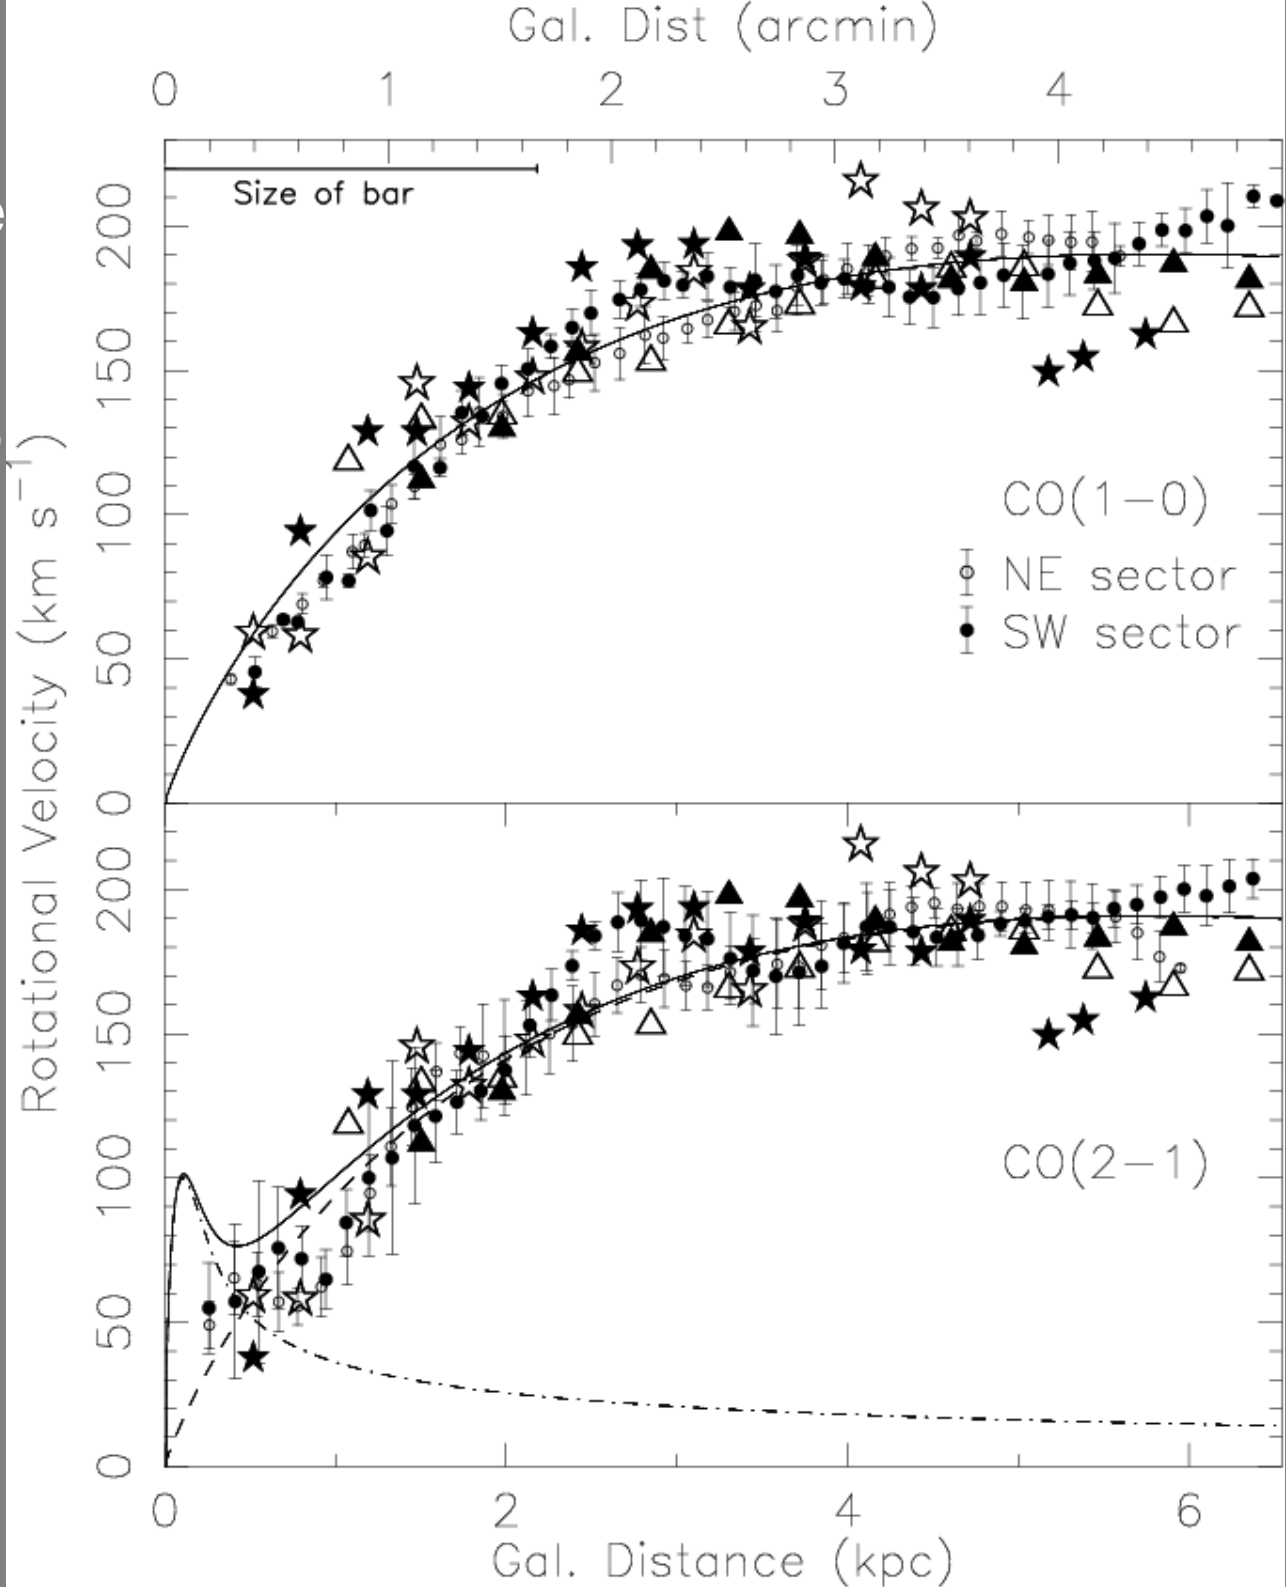 Gal. Dist (arcmin)
0 1 2 3 4
Size of bar
200
150
100
50
0
CO(1-0)
NE sector
SW sector
Rotational Velocity (km s⁻¹)
200
150
100
50
0
CO(2-1)
0 2 4 6
Gal. Distance (kpc)